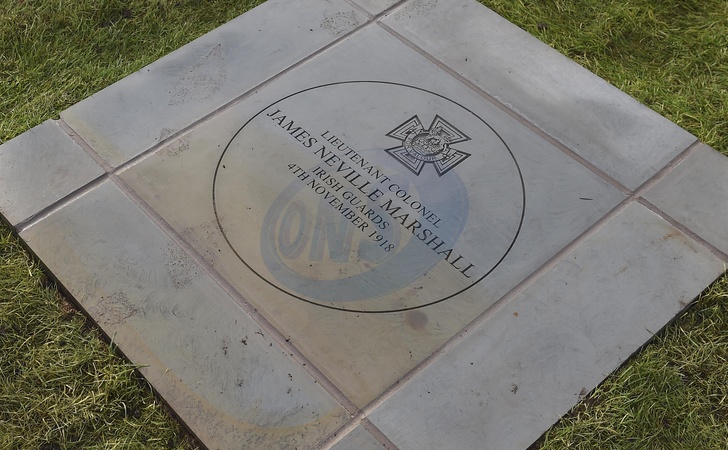 LIEUTENANT COLONEL
JAMES NEVILLE MARSHALL
IRISH GUARDS
4TH NOVEMBER 1918